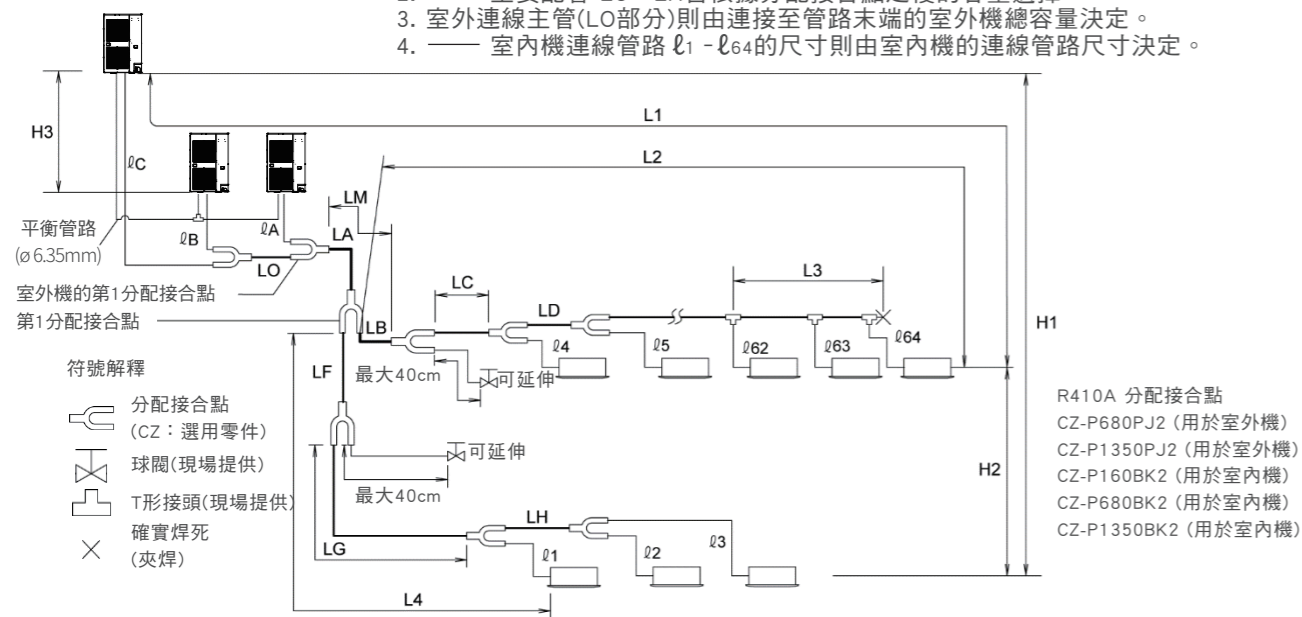 3. 室外連線主管(LO部分)則由連接至管路末端的室外機總容量決定。
4. —— 室內機連線管路 ℓ1 -ℓ64的尺寸則由室內機的連線管路尺寸決定。
H3
ℓC
L1
L2
LM
平衡管路
(ø 6.35mm)
ℓB
ℓA
LA
LO
室外機的第1分配接合點
第1分配接合點
LC
L3
LB
LD
H1
ℓ4
ℓ5
ℓ62
ℓ63
ℓ64
最大40cm
可延伸
LF
符號解釋
分配接合點
(CZ：選用零件)
球閥(現場提供)
T形接頭(現場提供)
確實焊死
(夾焊)
可延伸
最大40cm
H2
LG
LH
ℓ1
ℓ2
ℓ3
L4
R410A 分配接合點
CZ-P680PJ2 (用於室外機)
CZ-P1350PJ2 (用於室外機)
CZ-P160BK2 (用於室內機)
CZ-P680BK2 (用於室內機)
CZ-P1350BK2 (用於室內機)